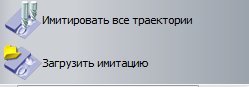 Имитировать все траектории
Загрузить имитацию